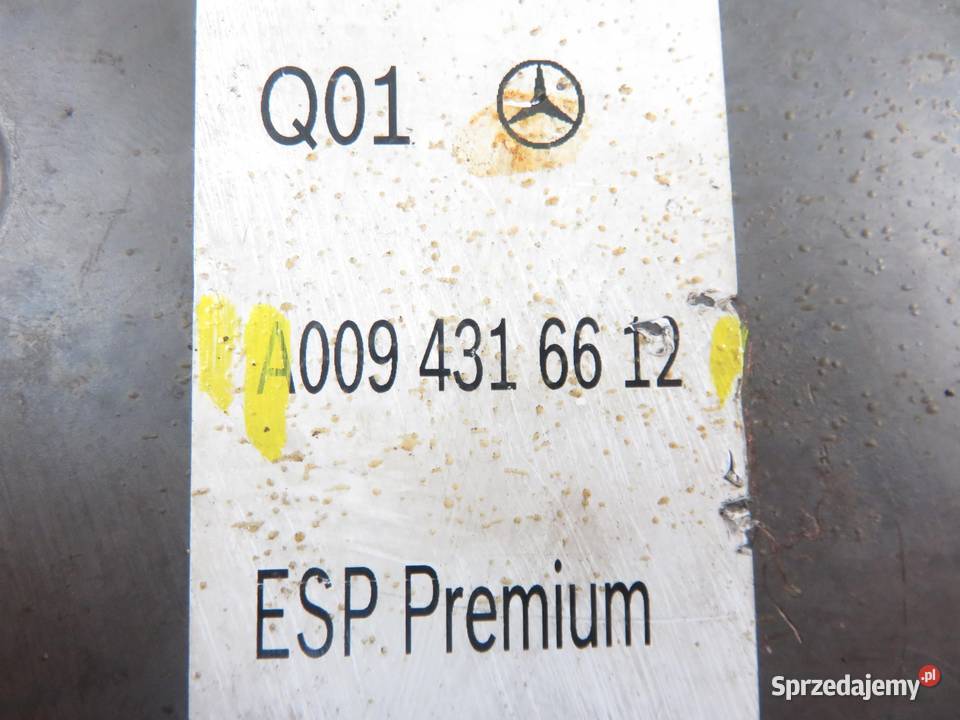 Q01
A009 431 66 12
ESP Premium
Sprzedajemy.pl